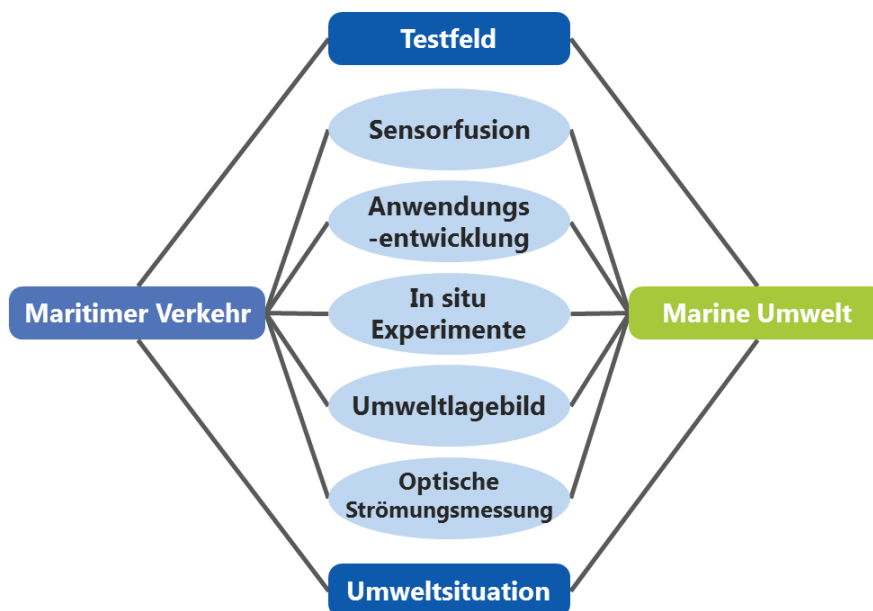 Testfeld
Sensorfusion
Anwendungs
-entwicklung
Maritimer Verkehr
In situ
Experimente
Marine Umwelt
Umweltlagebild
Optische
Strömungsmessung
Umweltsituation